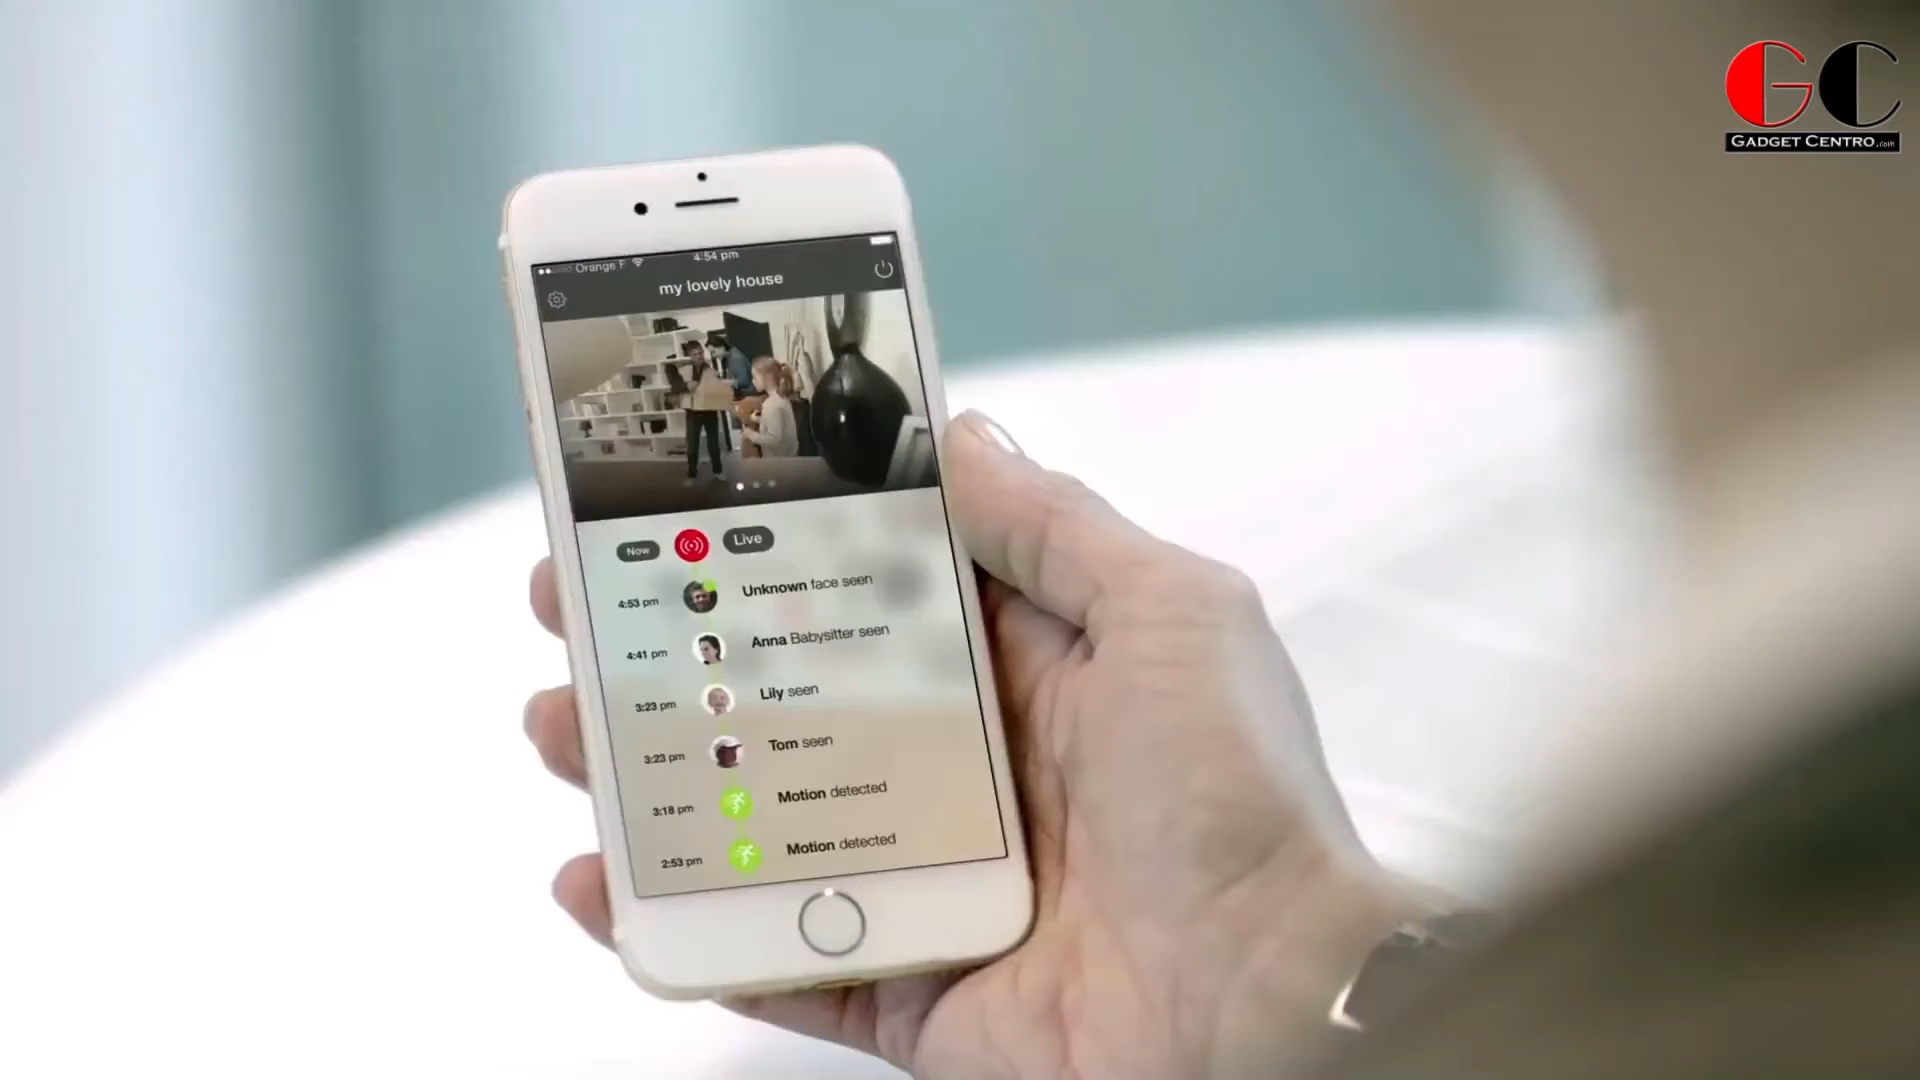 GC
GADGET CENTRO.com
Orange F 4:54 pm
my lovely house
Now Live
4:53 pm Unknown face seen
4:41 pm Anna Babysitter seen
3:23 pm Lily seen
3:23 pm Tom seen
3:18 pm Motion detected
2:53 pm Motion detected